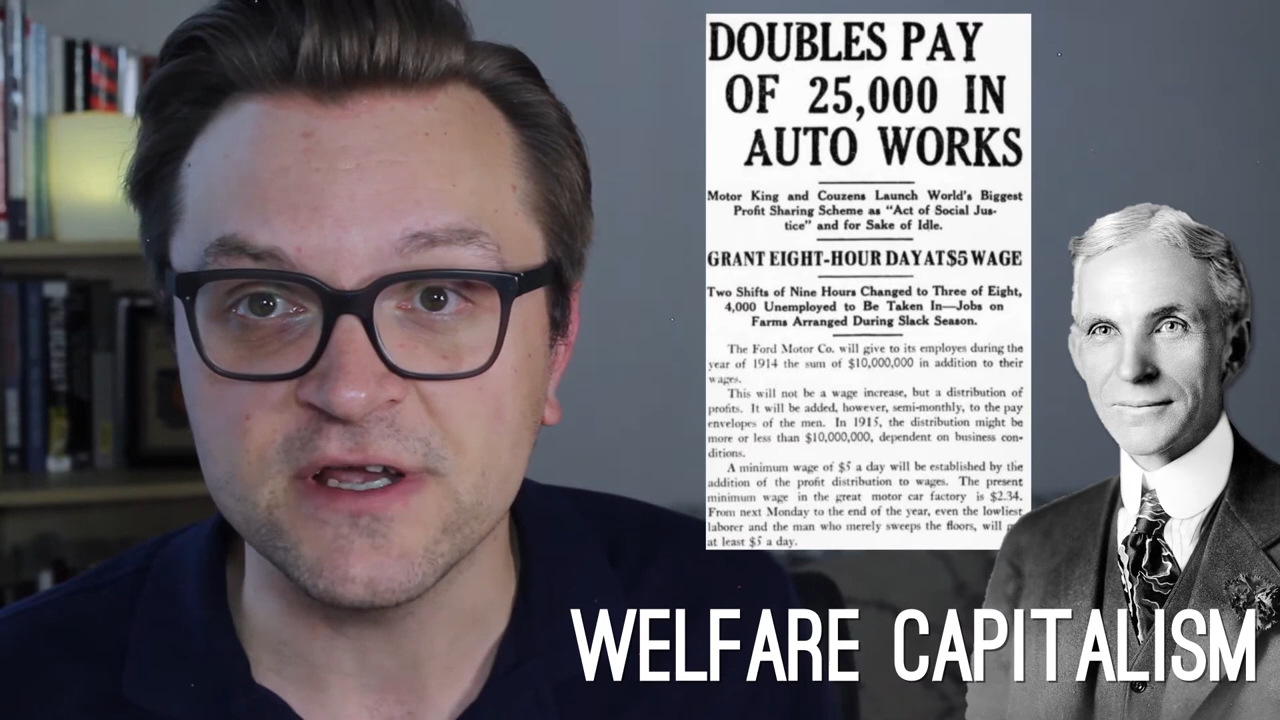 DOUBLES PAY
OF 25,000 IN
AUTO WORKS
Motor King and Couzens Launch World's Biggest
Profit Sharing Scheme as "Act of Social Jus-
tice" and for Sake of Idle.
GRANT EIGHT-HOUR DAY AT $5 WAGE
Two Shifts of Nine Hours Changed to Three of Eight,
4,000 Unemployed to Be Taken In—Jobs on
Farms Arranged During Slack Season.
The Ford Motor Co. will give to its employes during the
year of 1914 the sum of $10,000,000 in addition to their
wages.
This will not be a wage increase, but a distribution of
profits. It will be added, however, semi-monthly, to the pay
envelopes of the men. In 1915, the distribution might be
more or less than $10,000,000, dependent on business con-
ditions.
A minimum wage of $5 a day will be established by the
addition of the profit distribution to wages. The present
minimum wage in the great motor car factory is $2.34.
From next Monday to the end of the year, even the lowliest
laborer and the man who merely sweeps the floors, will
at least $5 a day.
WELFARE CAPITALISM